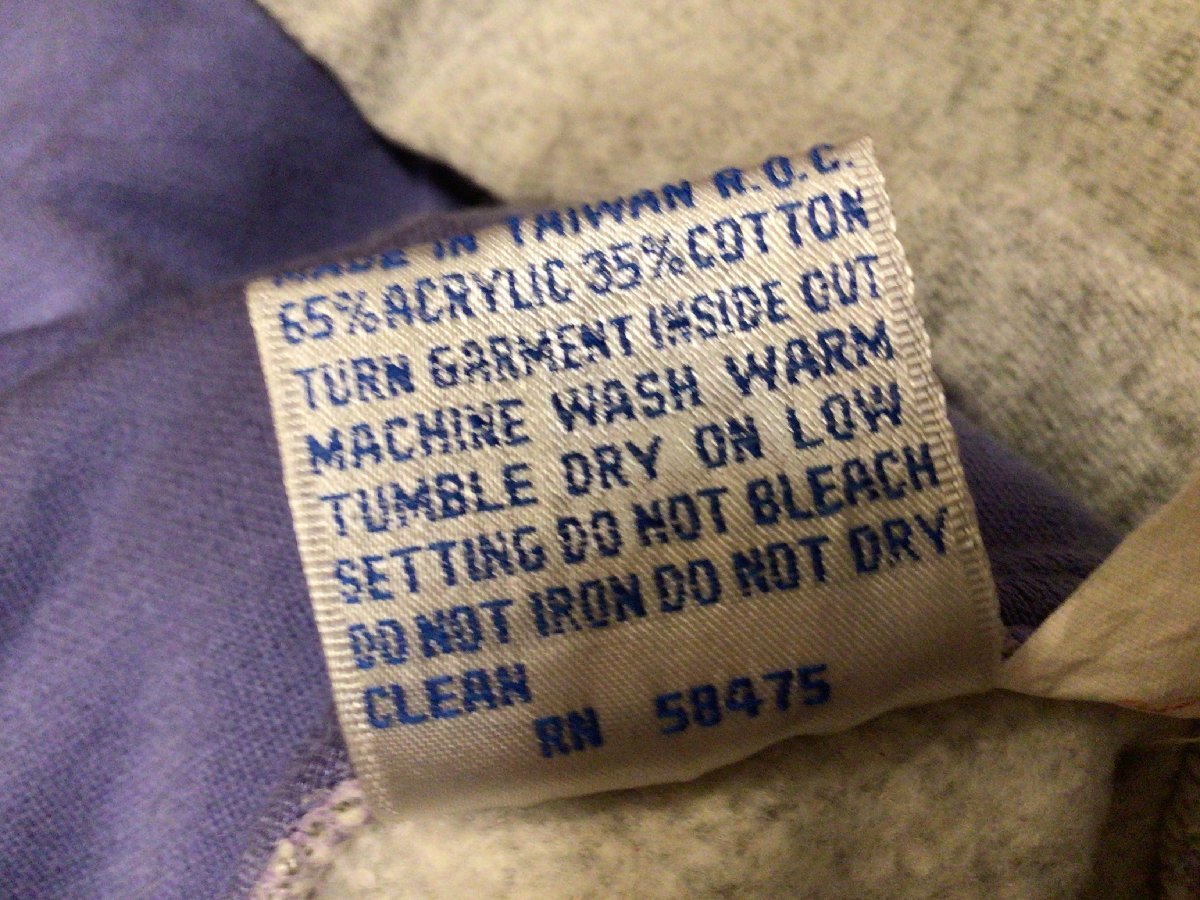 MADE IN TAIWAN R.O.C.
65% ACRYLIC 35% COTTON
TURN GARMENT INSIDE OUT
MACHINE WASH WARM
TUMBLE DRY ON LOW
SETTING DO NOT BLEACH
DO NOT IRON DO NOT DRY
CLEAN
RN 58475